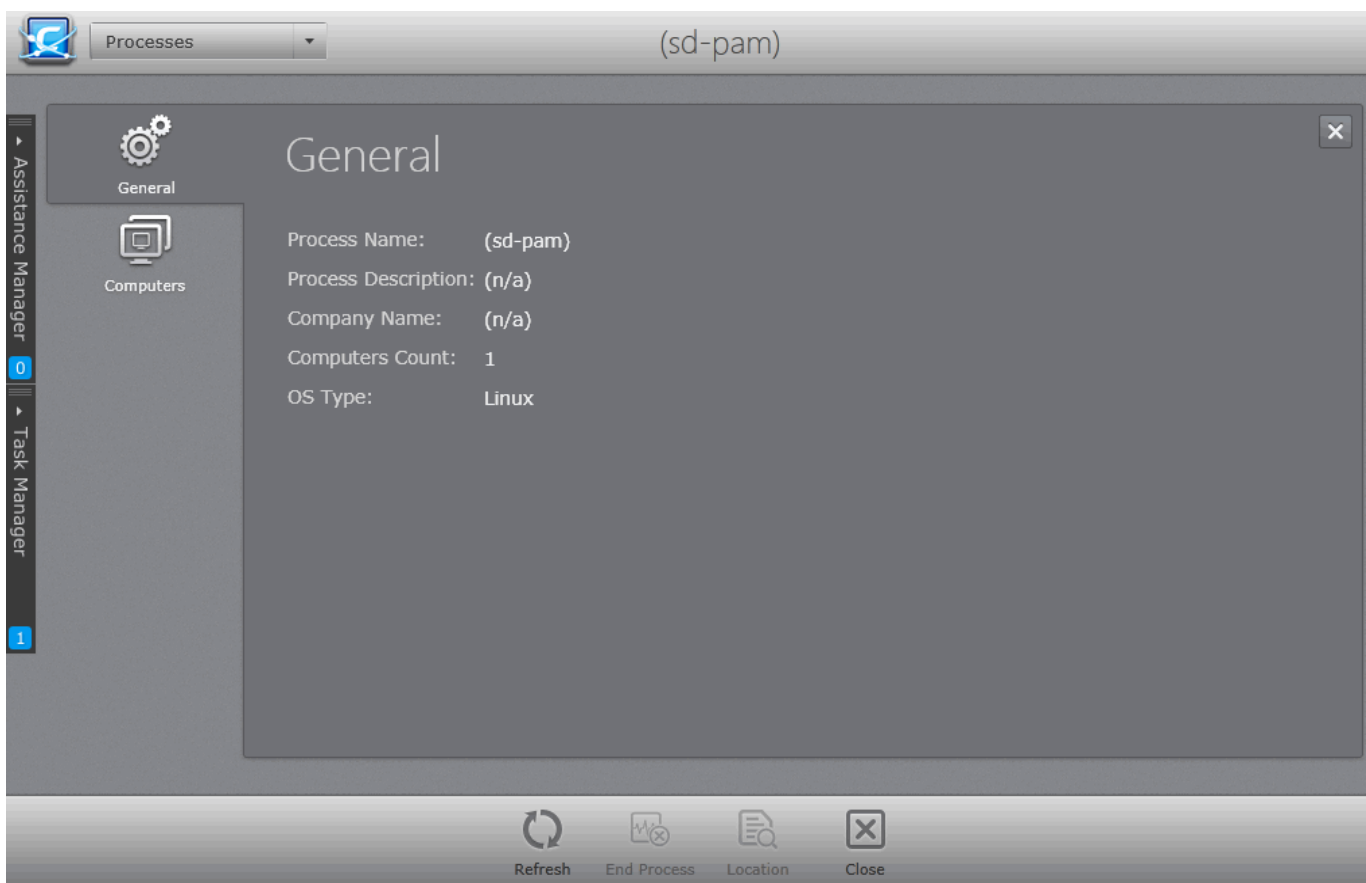 Processes
(sd-pam)
Assistance Manager
0
Task Manager
1
General
Computers
General
Process Name: (sd-pam)
Process Description: (n/a)
Company Name: (n/a)
Computers Count: 1
OS Type: Linux
Refresh
End Process
Location
Close